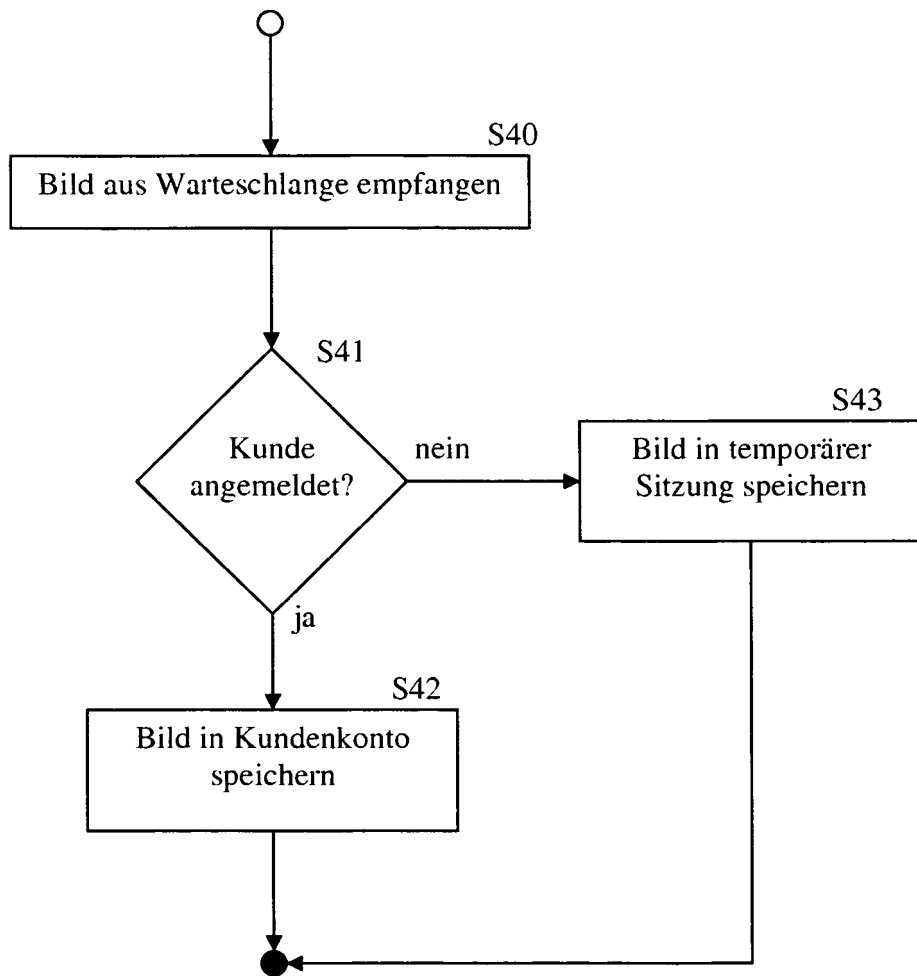 S40
Bild aus Warteschlange empfangen
S41
Kunde
angemeldet?
nein
S43
Bild in temporärer
Sitzung speichern
ja
S42
Bild in Kundenkonto
speichern